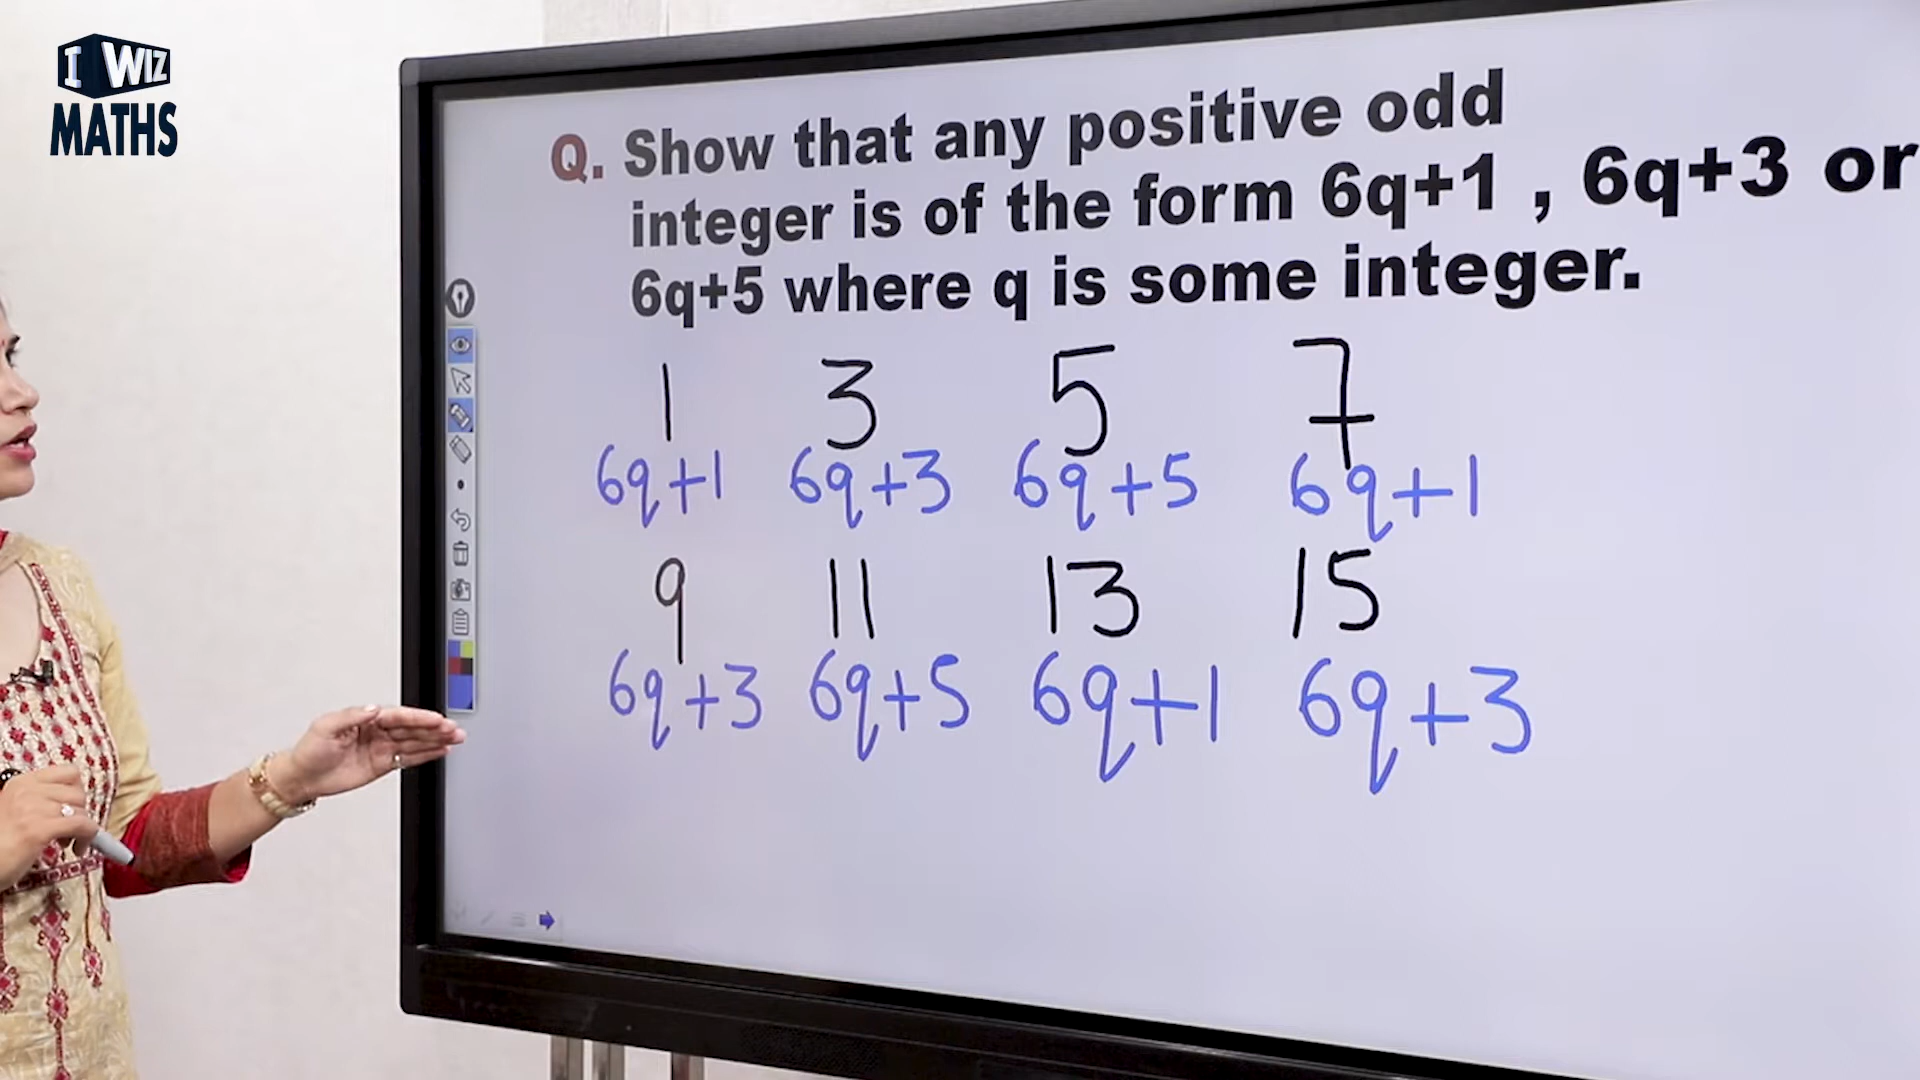 I WIZ
MATHS
Q. Show that any positive odd
integer is of the form 6q+1 , 6q+3 or
6q+5 where q is some integer.
1 3 5 7
6q+1 6q+3 6q+5 6q+1
9 11 13 15
6q+3 6q+5 6q+1 6q+3